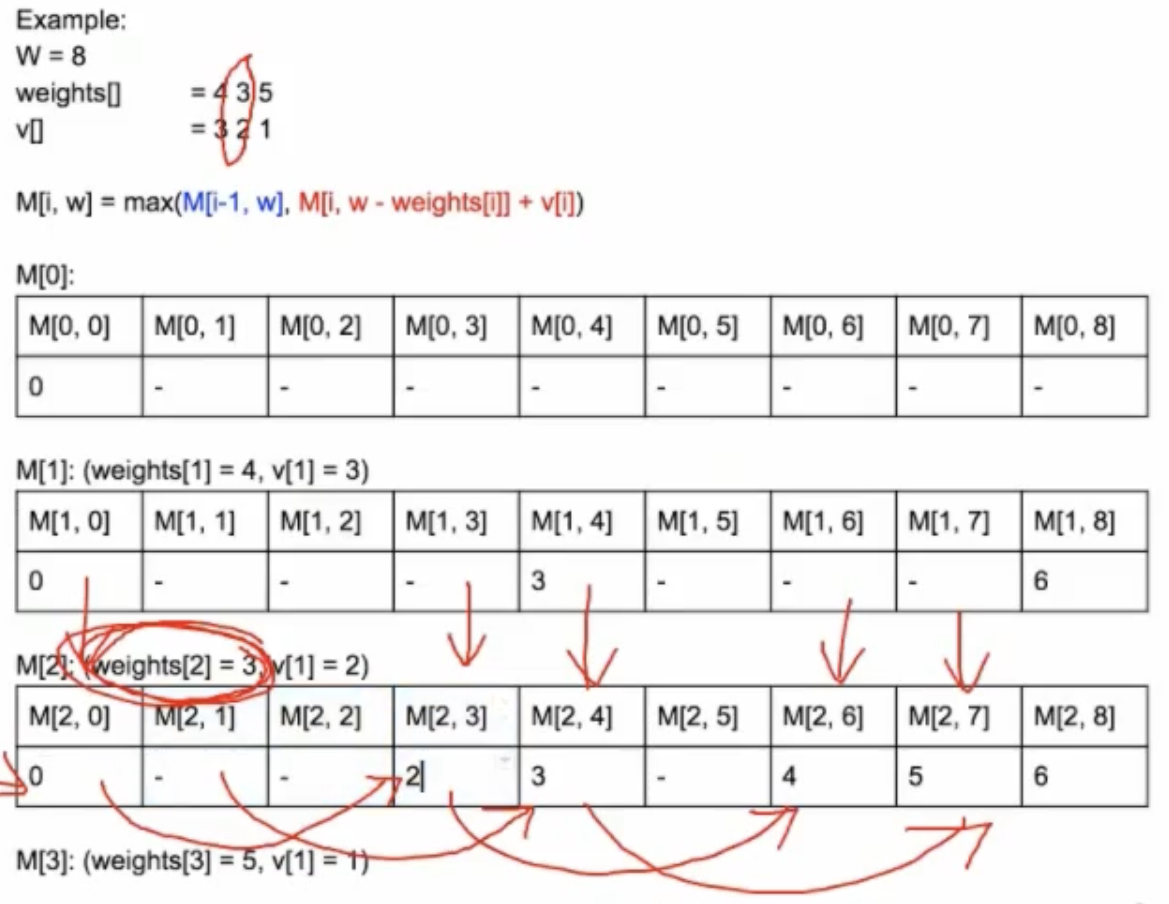 Example:
W = 8
weights[] = 4 3 5
v[] = 3 2 1
M[i, w] = max(M[i-1, w], M[i, w - weights[i]] + v[i])
M[0]:
M[0, 0] M[0, 1] M[0, 2] M[0, 3] M[0, 4] M[0, 5] M[0, 6] M[0, 7] M[0, 8]
0 - - - - - - - -
M[1]: (weights[1] = 4, v[1] = 3)
M[1, 0] M[1, 1] M[1, 2] M[1, 3] M[1, 4] M[1, 5] M[1, 6] M[1, 7] M[1, 8]
0 - - - 3 - - - 6
M[2]: (weights[2] = 3, v[1] = 2)
M[2, 0] M[2, 1] M[2, 2] M[2, 3] M[2, 4] M[2, 5] M[2, 6] M[2, 7] M[2, 8]
0 - - 2 3 - 4 5 6
M[3]: (weights[3] = 5, v[1] = 1)